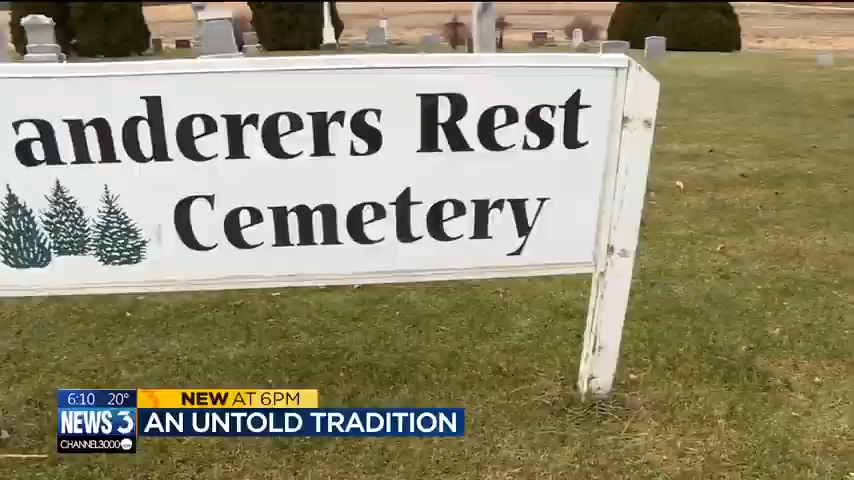 anderers Rest
Cemetery
6:10 20°
NEW AT 6PM
NEWS 3
AN UNTOLD TRADITION
CHANNEL3000